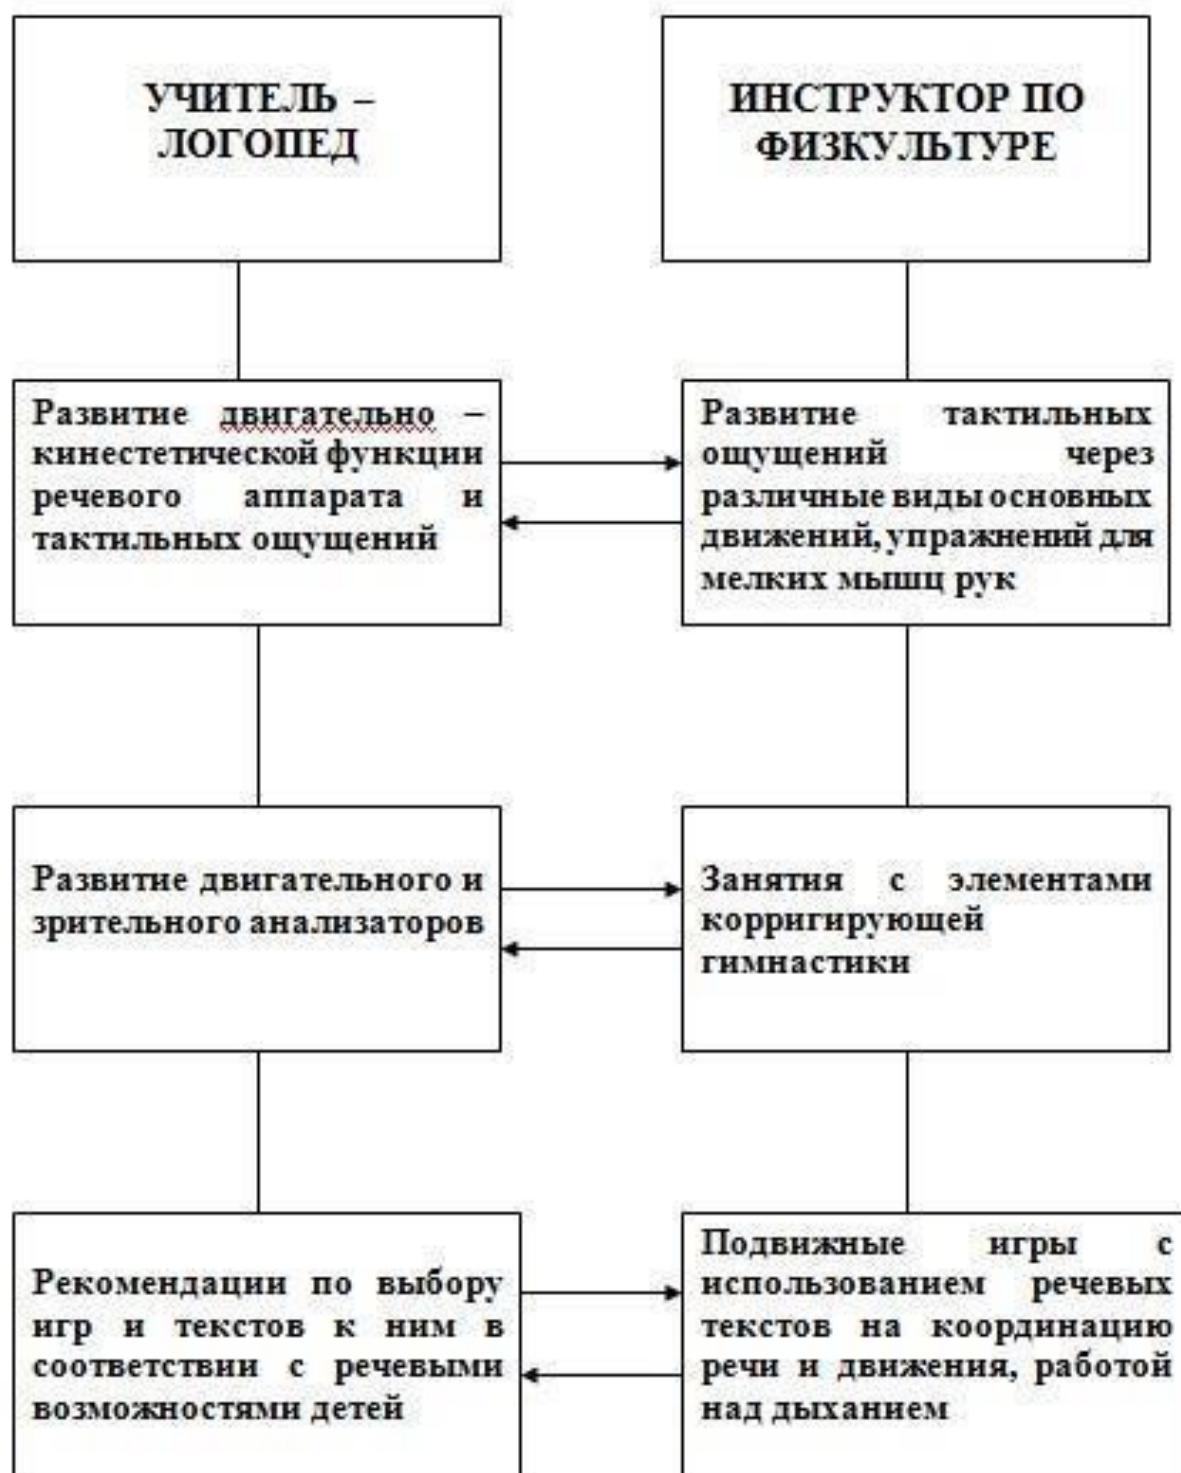 УЧИТЕЛЬ –
ЛОГОПЕД
ИНСТРУКТОР ПО
ФИЗКУЛЬТУРЕ
Развитие двигательно –
кинестетической функции
речевого аппарата и
тактильных ощущений
Развитие тактильных
ощущений через
различные виды основных
движений, упражнений для
мелких мышц рук
Развитие двигательного и
зрительного анализаторов
Занятия с элементами
корригирующей
гимнастики
Рекомендации по выбору
игр и текстов к ним в
соответствии с речевыми
возможностями детей
Подвижные игры с
использованием речевых
текстов на координацию
речи и движения, работой
над дыханием